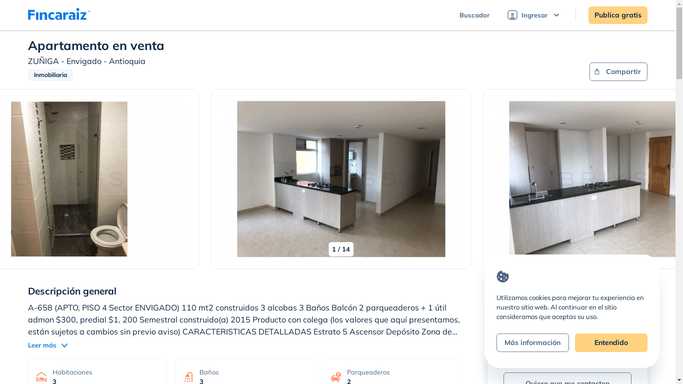 Fincaraiz
Buscador
Ingresar
Publica gratis
Apartamento en venta
ZUÑIGA - Envigado - Antioquia
Inmobiliaria
Compartir
1 / 14
Descripción general
A-658 (APTO, PISO 4 Sector ENVIGADO) 110 mt2 construidos 3 alcobas 3 Baños Balcón 2 parqueaderos + 1 útil
admon $300, predial $1, 200 Semestral construido(a) 2015 Producto con colega (los valores que aquí presentamos,
están sujetos a cambios sin previo aviso) CARACTERISTICAS DETALLADAS Estrato 5 Ascensor Depósito Zona de...
Leer más
Habitaciones
3
Baños
3
Parqueaderos
2
Utilizamos cookies para mejorar tu experiencia en
nuestro sitio web. Al continuar en el sitio
consideramos que aceptas su uso.
Más información
Entendido
Quiero que me contacten